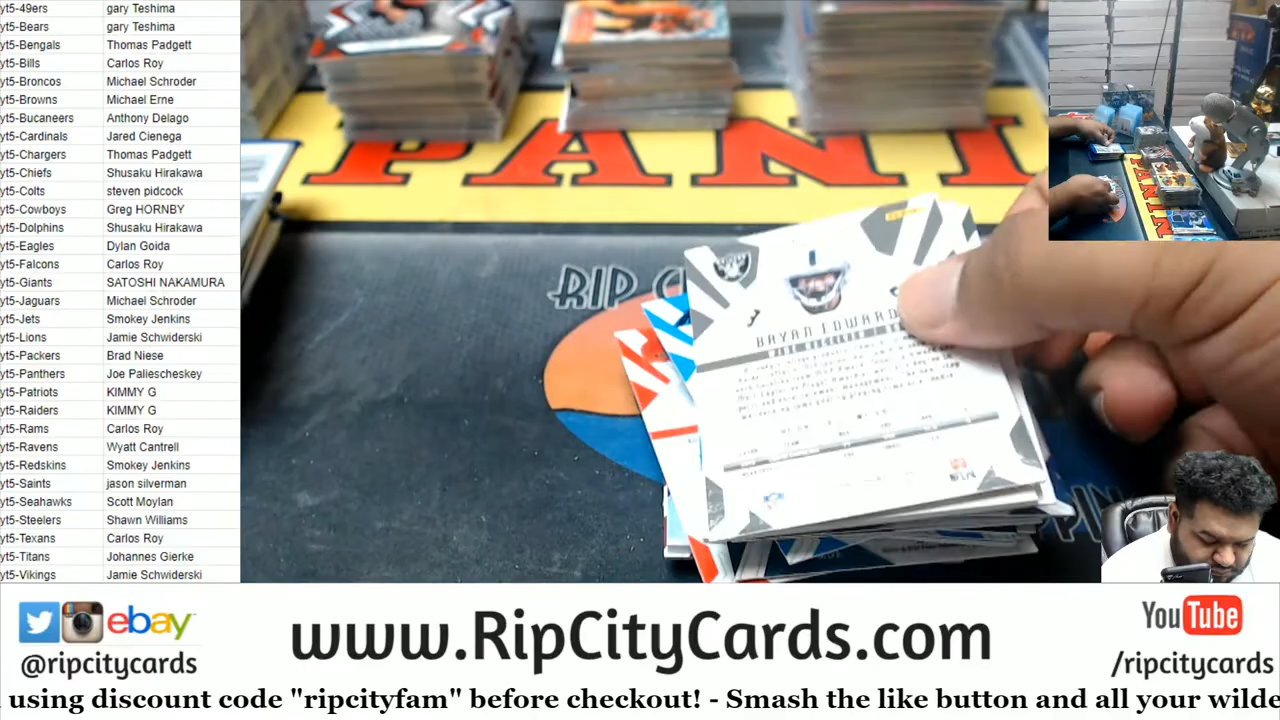 yt5-49ers gary Teshima
yt5-Bears gary Teshima
yt5-Bengals Thomas Padgett
yt5-Bills Carlos Roy
yt5-Broncos Michael Schroder
yt5-Browns Michael Erne
yt5-Bucaneers Anthony Delago
yt5-Cardinals Jared Cienega
yt5-Chargers Thomas Padgett
yt5-Chiefs Shusaku Hirakawa
yt5-Colts steven pidcock
yt5-Cowboys Greg HORNBY
yt5-Dolphins Shusaku Hirakawa
yt5-Eagles Dylan Goida
yt5-Falcons Carlos Roy
yt5-Giants SATOSHI NAKAMURA
yt5-Jaguars Michael Schroder
yt5-Jets Smokey Jenkins
yt5-Lions Jamie Schwiderski
yt5-Packers Brad Niese
yt5-Panthers Joe Paliescheskey
yt5-Patriots KIMMY G
yt5-Raiders KIMMY G
yt5-Rams Carlos Roy
yt5-Ravens Wyatt Cantrell
yt5-Redskins Smokey Jenkins
yt5-Saints jason silverman
yt5-Seahawks Scott Moylan
yt5-Steelers Shawn Williams
yt5-Texans Carlos Roy
yt5-Titans Johannes Gierke
yt5-Vikings Jamie Schwiderski
PANI
RIP C
BRYAN EDWARD
ebay
@ripcitycards
www.RipCityCards.com
YouTube
/ripcitycards
using discount code "ripcityfam" before checkout! - Smash the like button and all your wilde